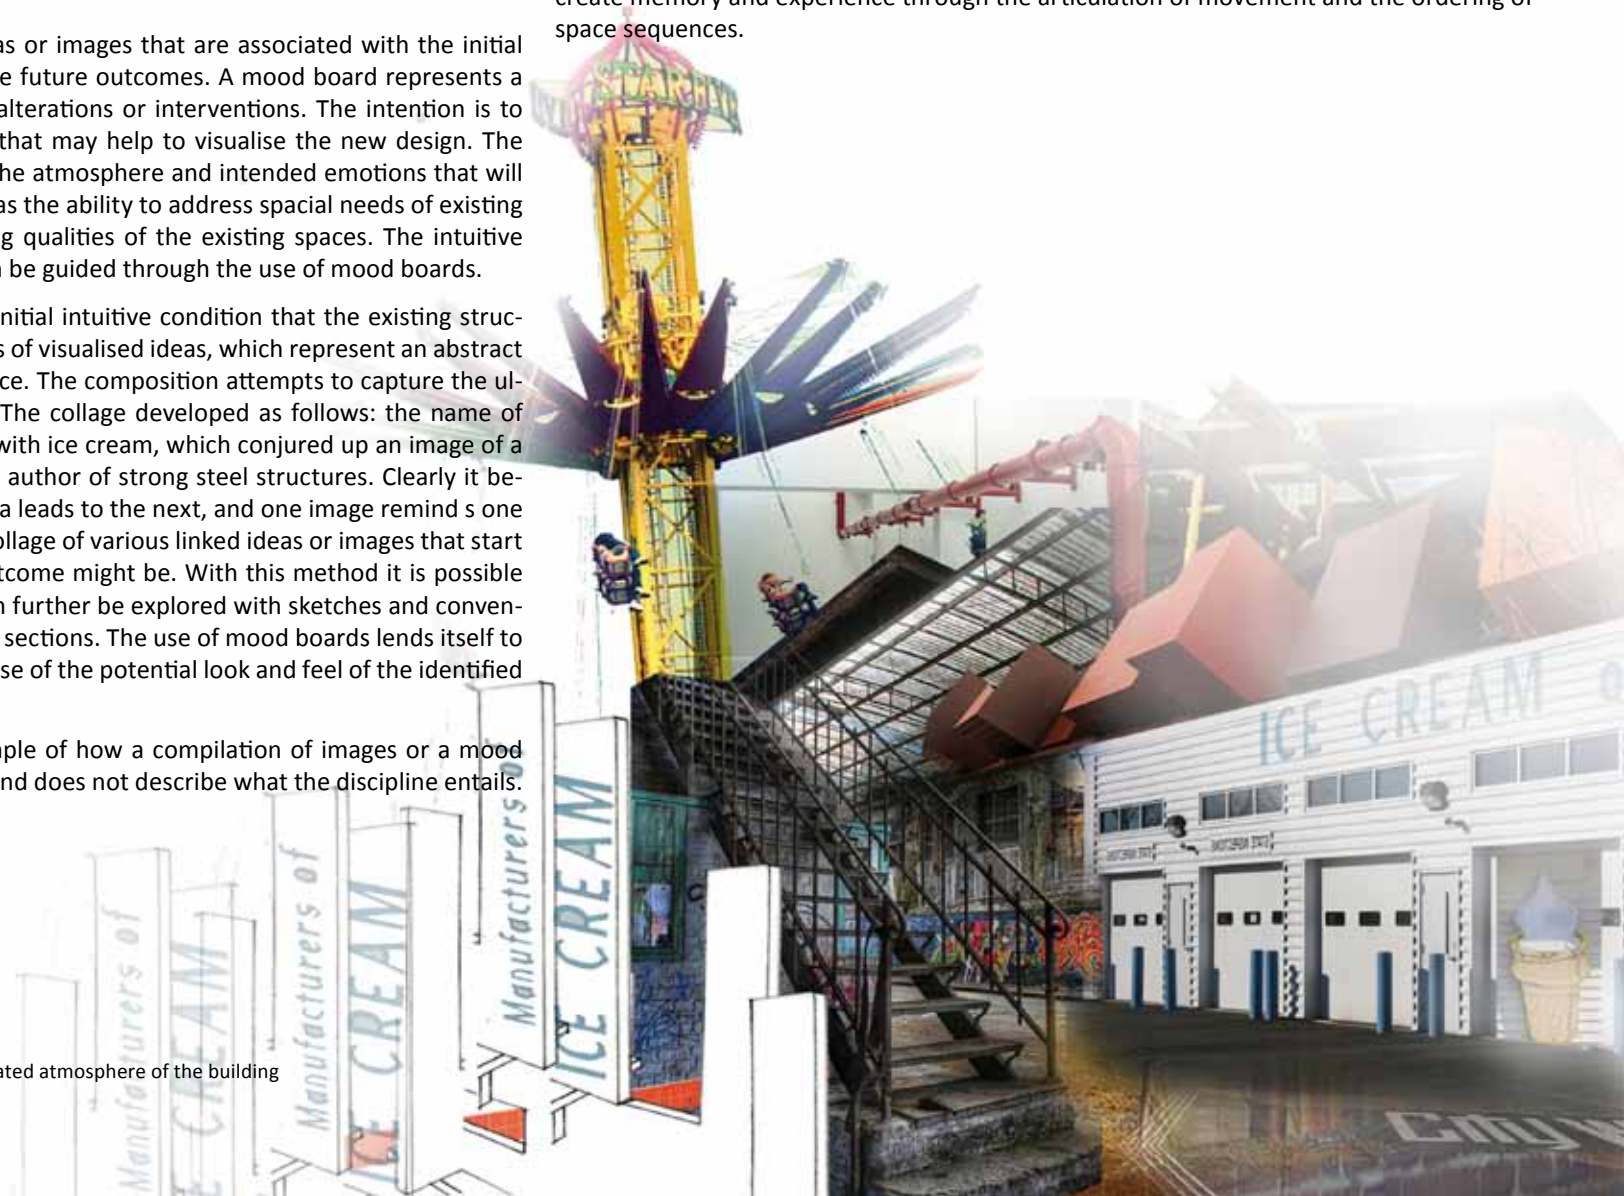 as or images that are associated with the initial
e future outcomes. A mood board represents a
alterations or interventions. The intention is to
that may help to visualise the new design. The
he atmosphere and intended emotions that will
as the ability to address spacial needs of existing
g qualities of the existing spaces. The intuitive
be guided through the use of mood boards.
nitial intuitive condition that the existing struc-
s of visualised ideas, which represent an abstract
ce. The composition attempts to capture the ul-
The collage developed as follows: the name of
with ice cream, which conjured up an image of a
author of strong steel structures. Clearly it be-
a leads to the next, and one image remind s one
ollage of various linked ideas or images that start
tcome might be. With this method it is possible
n further be explored with sketches and conven-
sections. The use of mood boards lends itself to
se of the potential look and feel of the identified
ple of how a compilation of images or a mood
nd does not describe what the discipline entails.
ated atmosphere of the building
create memory and experience through the articulation of movement and the ordering of
space sequences.
STARFLYER
ICE CREAM
Manufacturers of
ICE CREAM
Manufacturers of
ICE CREAM
Manufacturers of
ICE CREAM
City